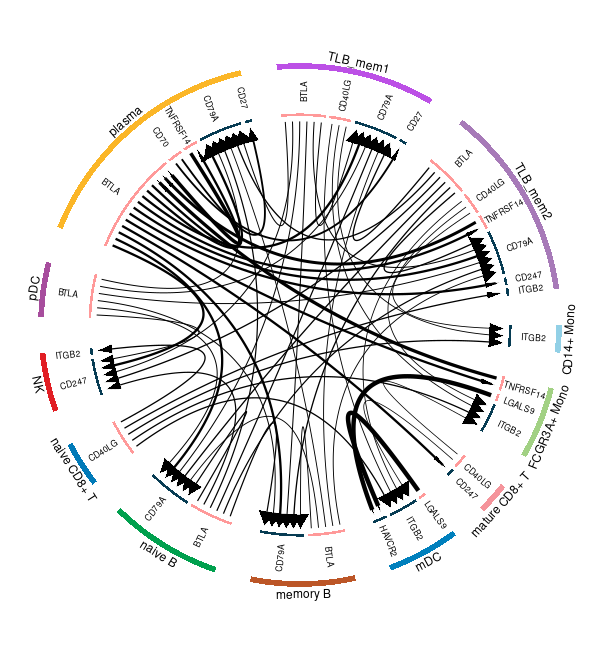 TLB_mem1
BTLA
CD40LG
CD79A
CD27
TLB_mem2
BTLA
CD40LG
TNFRSF14
CD79A
CD247
ITGB2
CD14+ Mono
ITGB2
FCGR3A+ Mono
TNFRSF14
LGALS9
ITGB2
mature CD8+ T
CD40LG
CD247
mDC
LGALS9
ITGB2
HAVCR2
memory B
BTLA
CD79A
naive B
BTLA
CD79A
naive CD8+ T
CD40LG
NK
CD247
ITGB2
pDC
BTLA
plasma
BTLA
CD70
TNFRSF14
CD79A
CD27